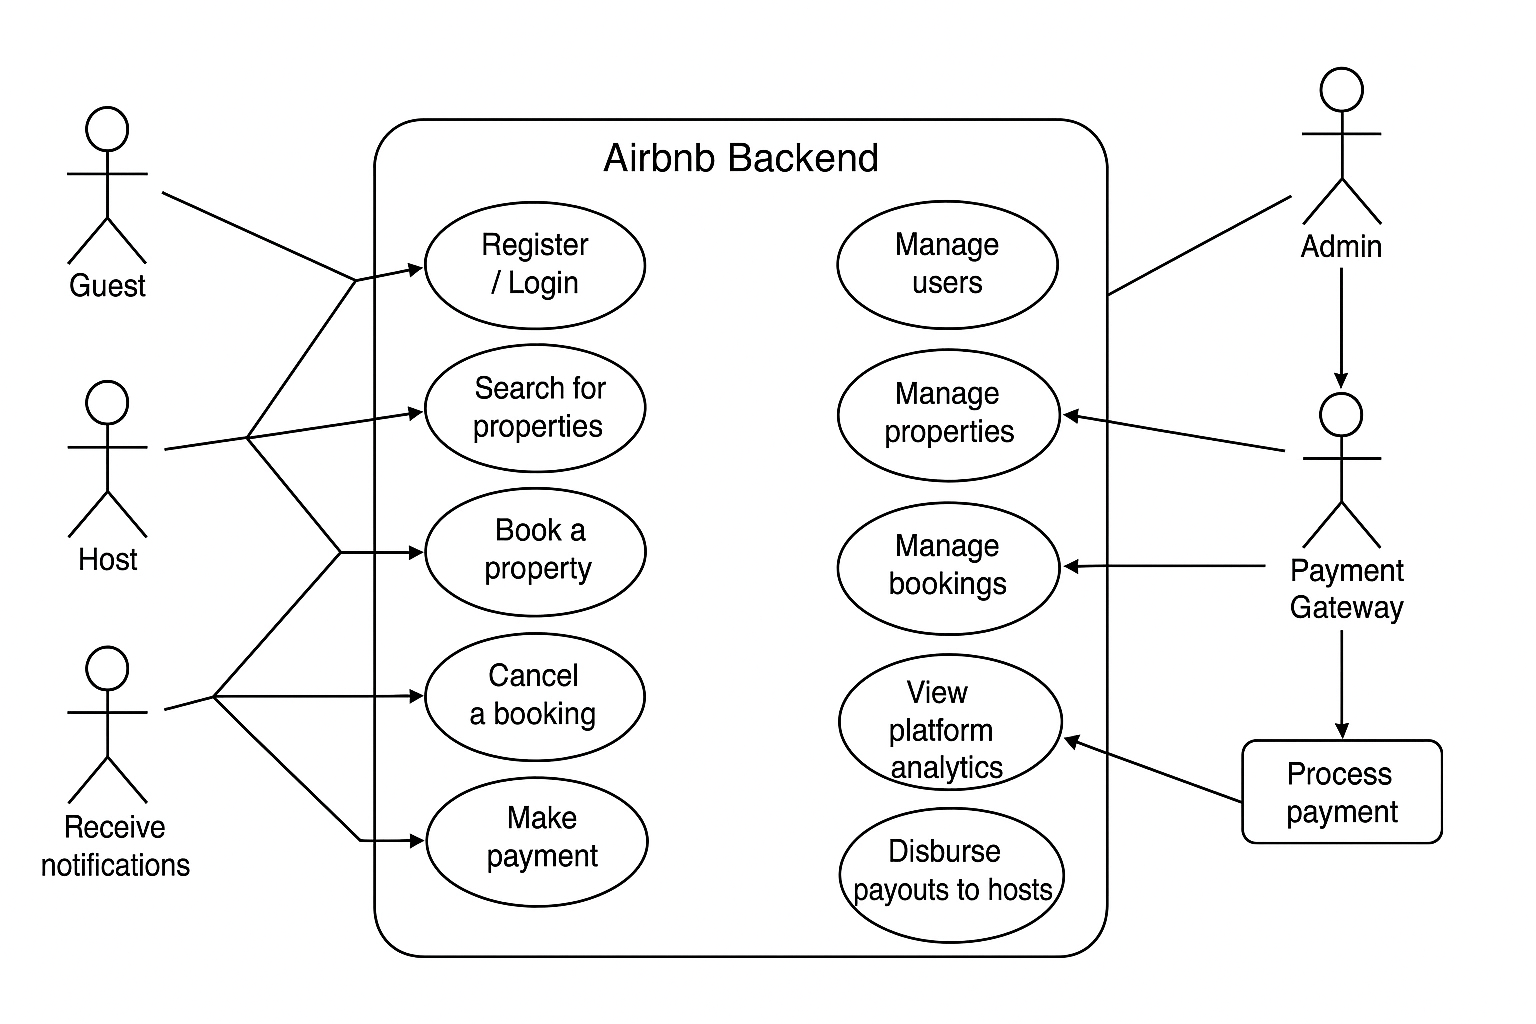 Airbnb Backend
Guest
Host
Receive
notifications
Register
/ Login
Search for
properties
Book a
property
Cancel
a booking
Make
payment
Manage
users
Manage
properties
Manage
bookings
View
platform
analytics
Disburse
payouts to hosts
Admin
Payment
Gateway
Process
payment